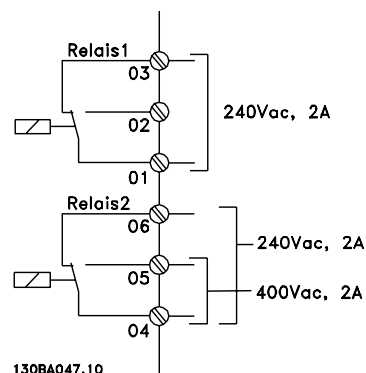 Relais1
03
02
240Vac, 2A
01
Relais2
06
240Vac, 2A
05
400Vac, 2A
04
130BA047.10